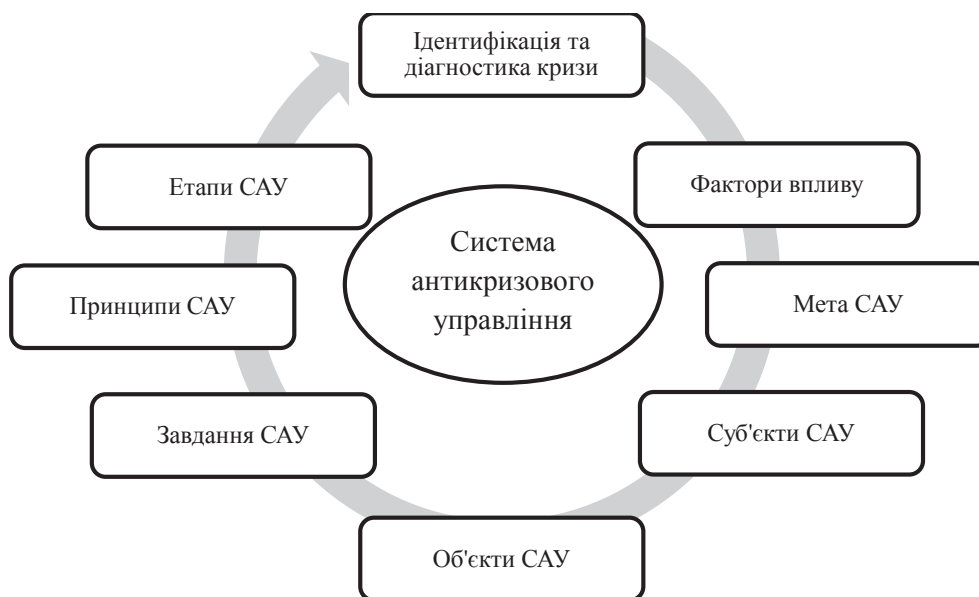 Ідентифікація та
діагностика кризи
Фактори впливу
Мета САУ
Суб'єкти САУ
Об'єкти САУ
Завдання САУ
Принципи САУ
Етапи САУ
Система
антикризового
управління